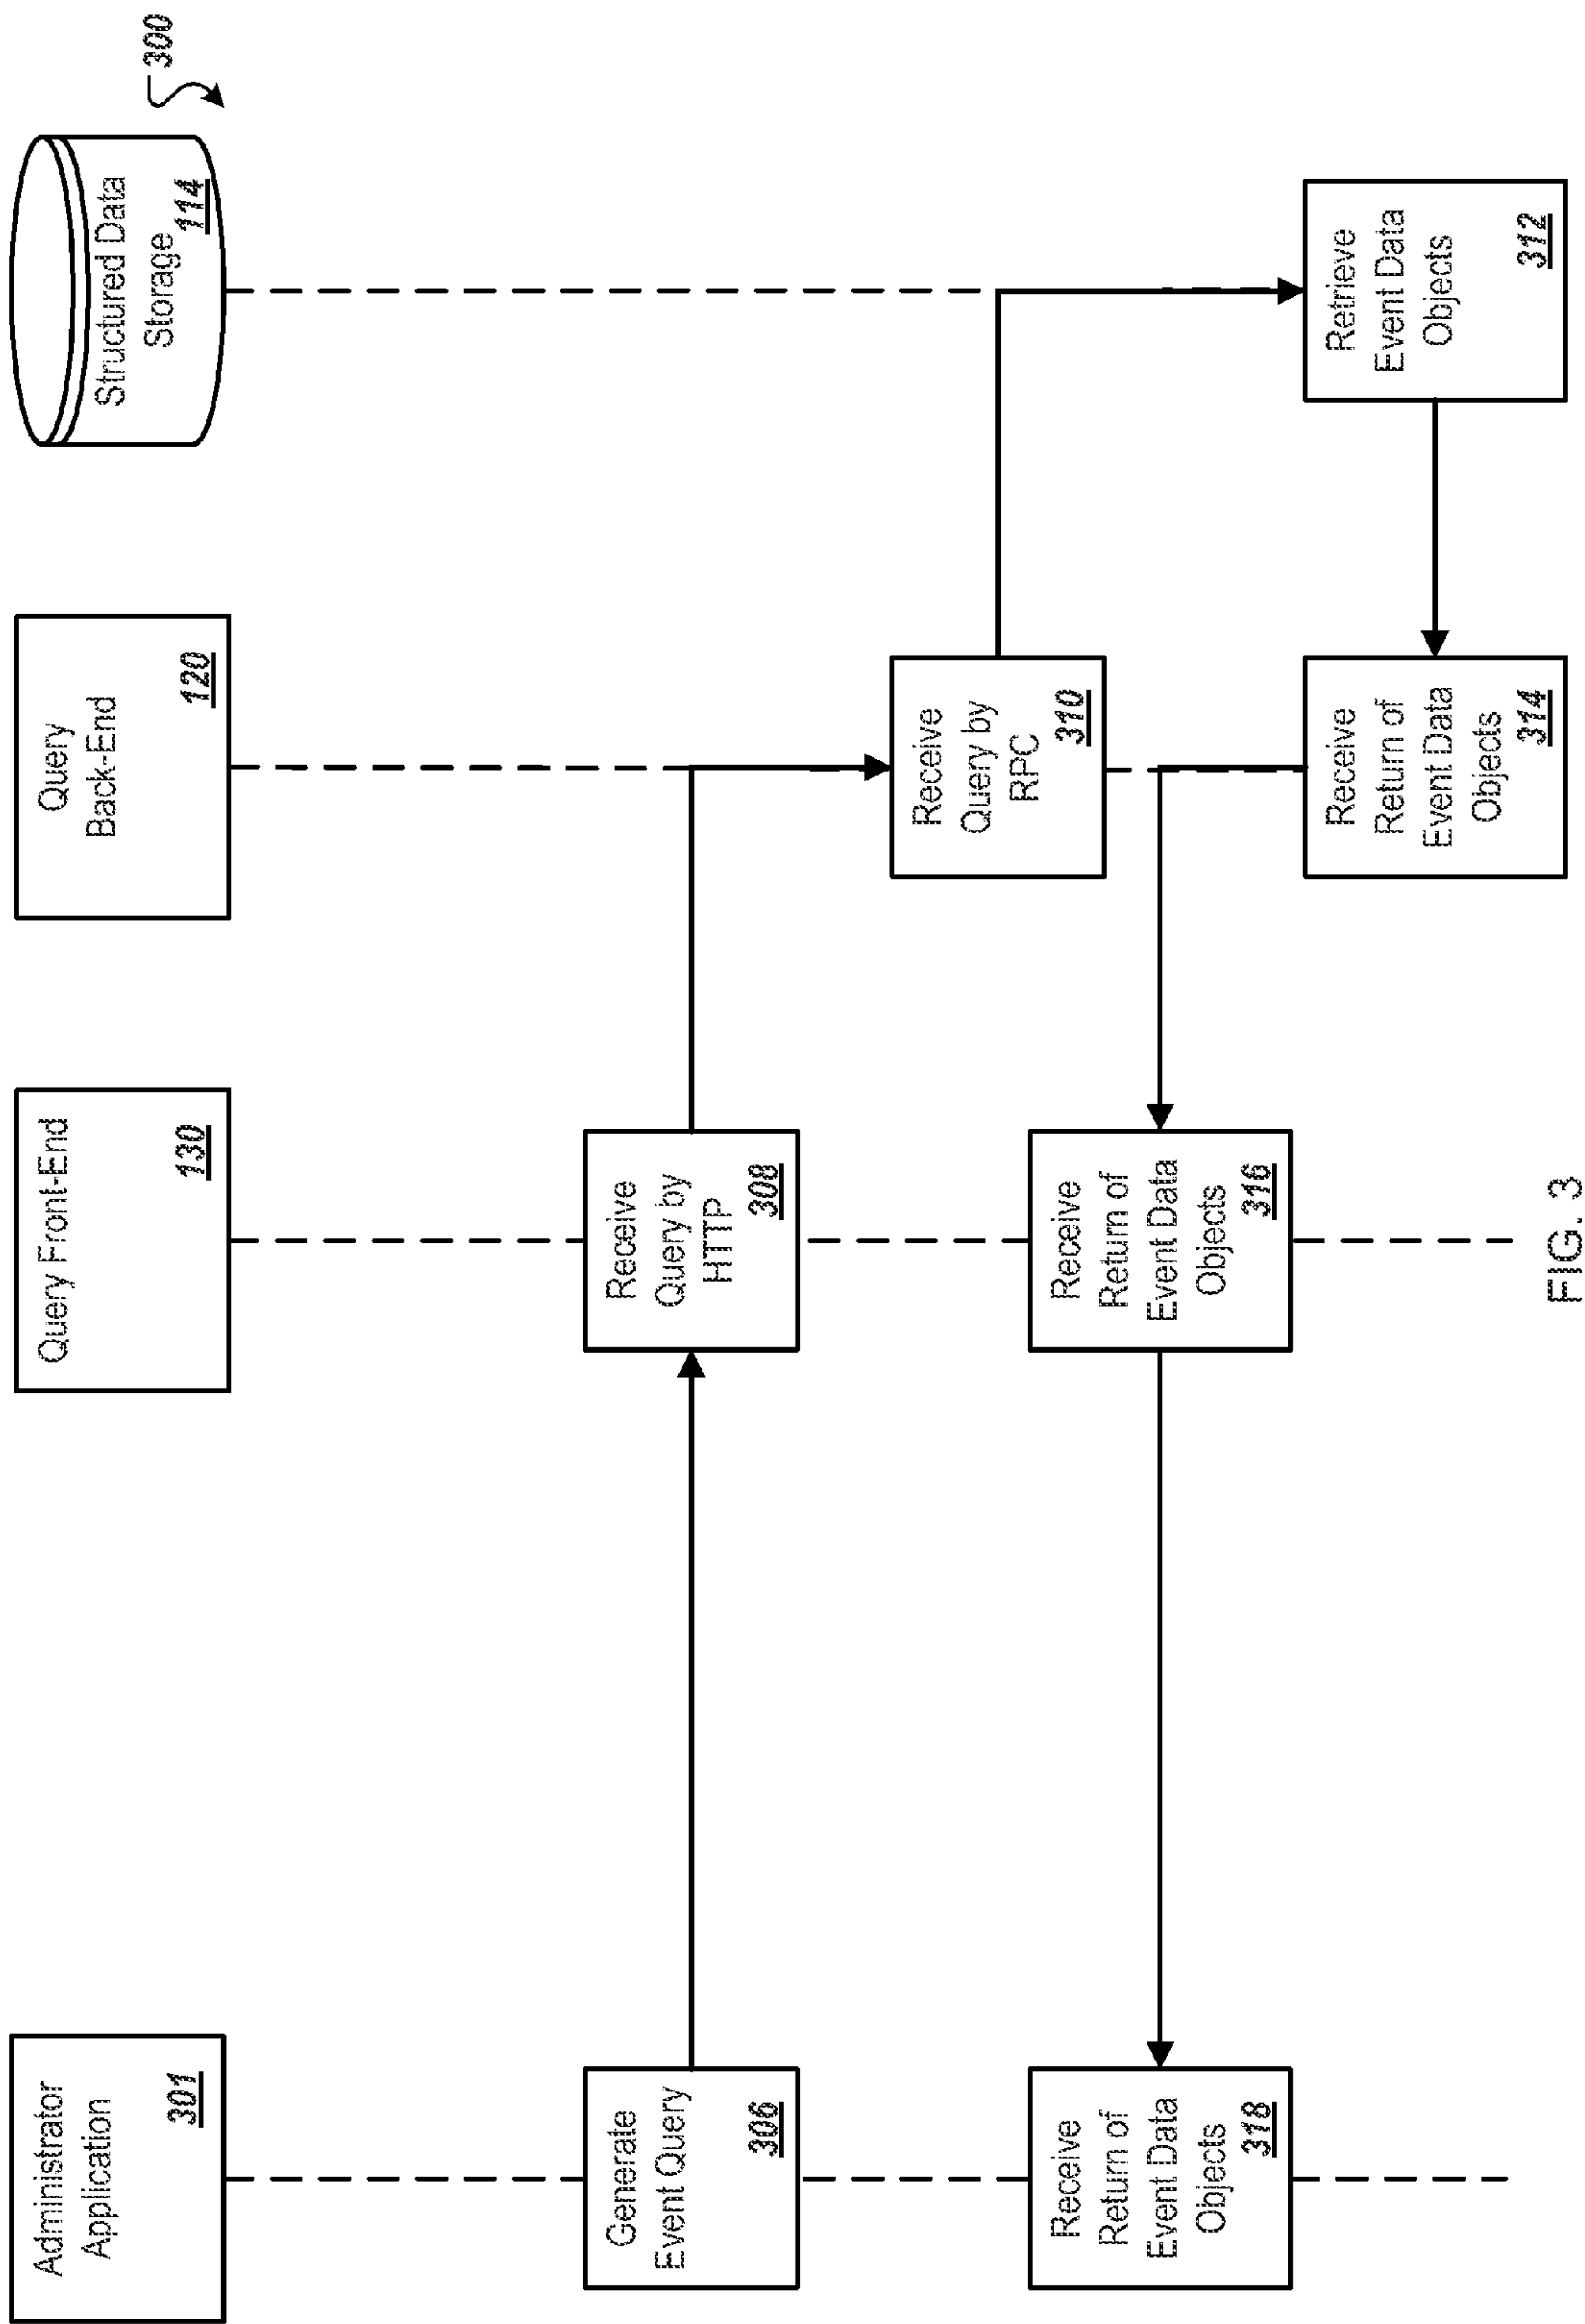 300
Administrator
Application
301
Query Front-End
130
Query
Back-End
120
Structured Data
Storage
114
Generate
Event Query
306
Receive
Query by
HTTP
308
Receive
Query by
RPC
310
Retrieve
Event Data
Objects
312
Receive
Return of
Event Data
Objects
314
Receive
Return of
Event Data
Objects
316
Receive
Return of
Event Data
Objects
318
FIG. 3